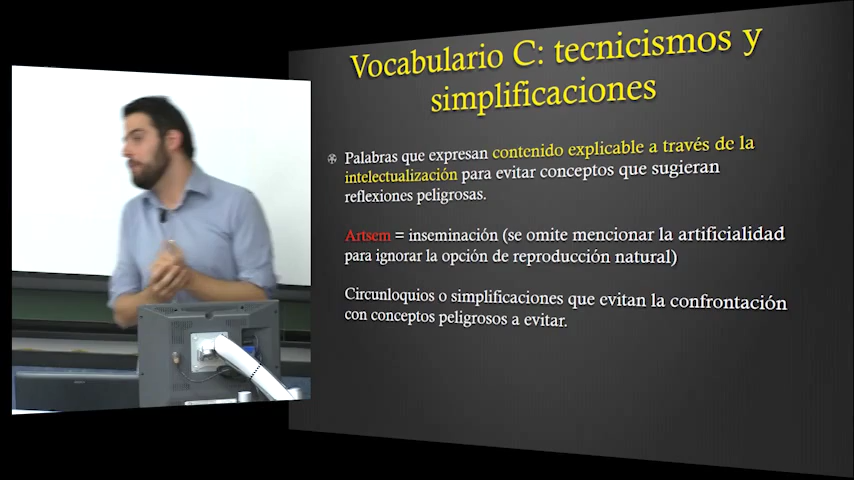 Vocabulario C: tecnicismos y
simplificaciones
Palabras que expresan contenido explicable a través de la
intelectualización para evitar conceptos que sugieran
reflexiones peligrosas.
Artsem = inseminación (se omite mencionar la artificialidad
para ignorar la opción de reproducción natural)
Circunloquios o simplificaciones que evitan la confrontación
con conceptos peligrosos a evitar.